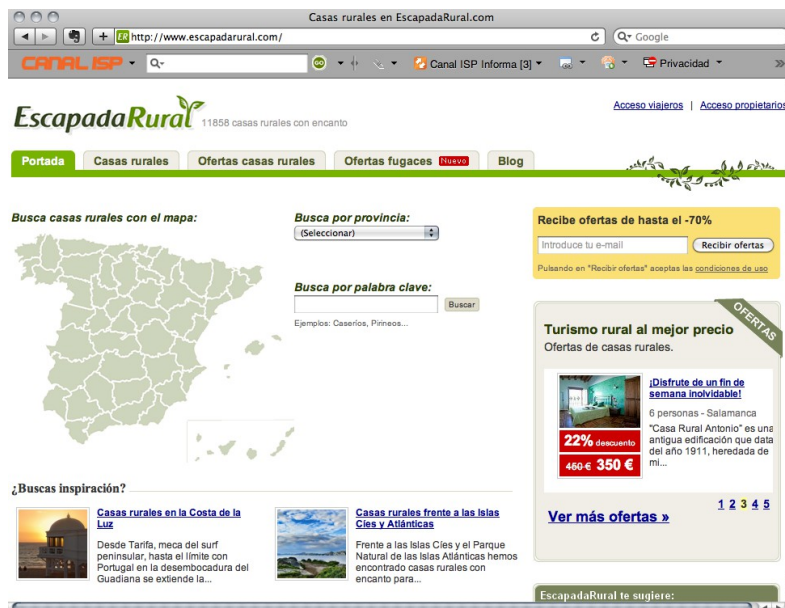 Casas rurales en EscapadaRural.com
ER http://www.escapadarural.com/
Google
CANAL ISP
GO
Canal ISP Informa [3]
Privacidad
EscapadaRural
11858 casas rurales con encanto
Acceso viajeros | Acceso propietarios
Portada
Casas rurales
Ofertas casas rurales
Ofertas fugaces Nuevo
Blog
Busca casas rurales con el mapa:
Busca por provincia:
(Seleccionar)
Busca por palabra clave:
Buscar
Ejemplos: Caseríos, Pirineos...
Recibe ofertas de hasta el -70%
Introduce tu e-mail
Recibir ofertas
Pulsando en "Recibir ofertas" aceptas las condiciones de uso
OFERTAS
Turismo rural al mejor precio
Ofertas de casas rurales.
¡Disfrute de un fin de
semana inolvidable!
6 personas - Salamanca
"Casa Rural Antonio" es una
antigua edificación que data
del año 1911, heredada de
mi...
22% descuento
450 € 350 €
1 2 3 4 5
Ver más ofertas »
¿Buscas inspiración?
Casas rurales en la Costa de la
Luz
Desde Tarifa, meca del surf
peninsular, hasta el límite con
Portugal en la desembocadura del
Guadiana se extiende la...
Casas rurales frente a las Islas
Cíes y Atlánticas
Frente a las Islas Cíes y el Parque
Natural de las Islas Atlánticas hemos
encontrado casas rurales con
encanto para...
EscapadaRural te sugiere: